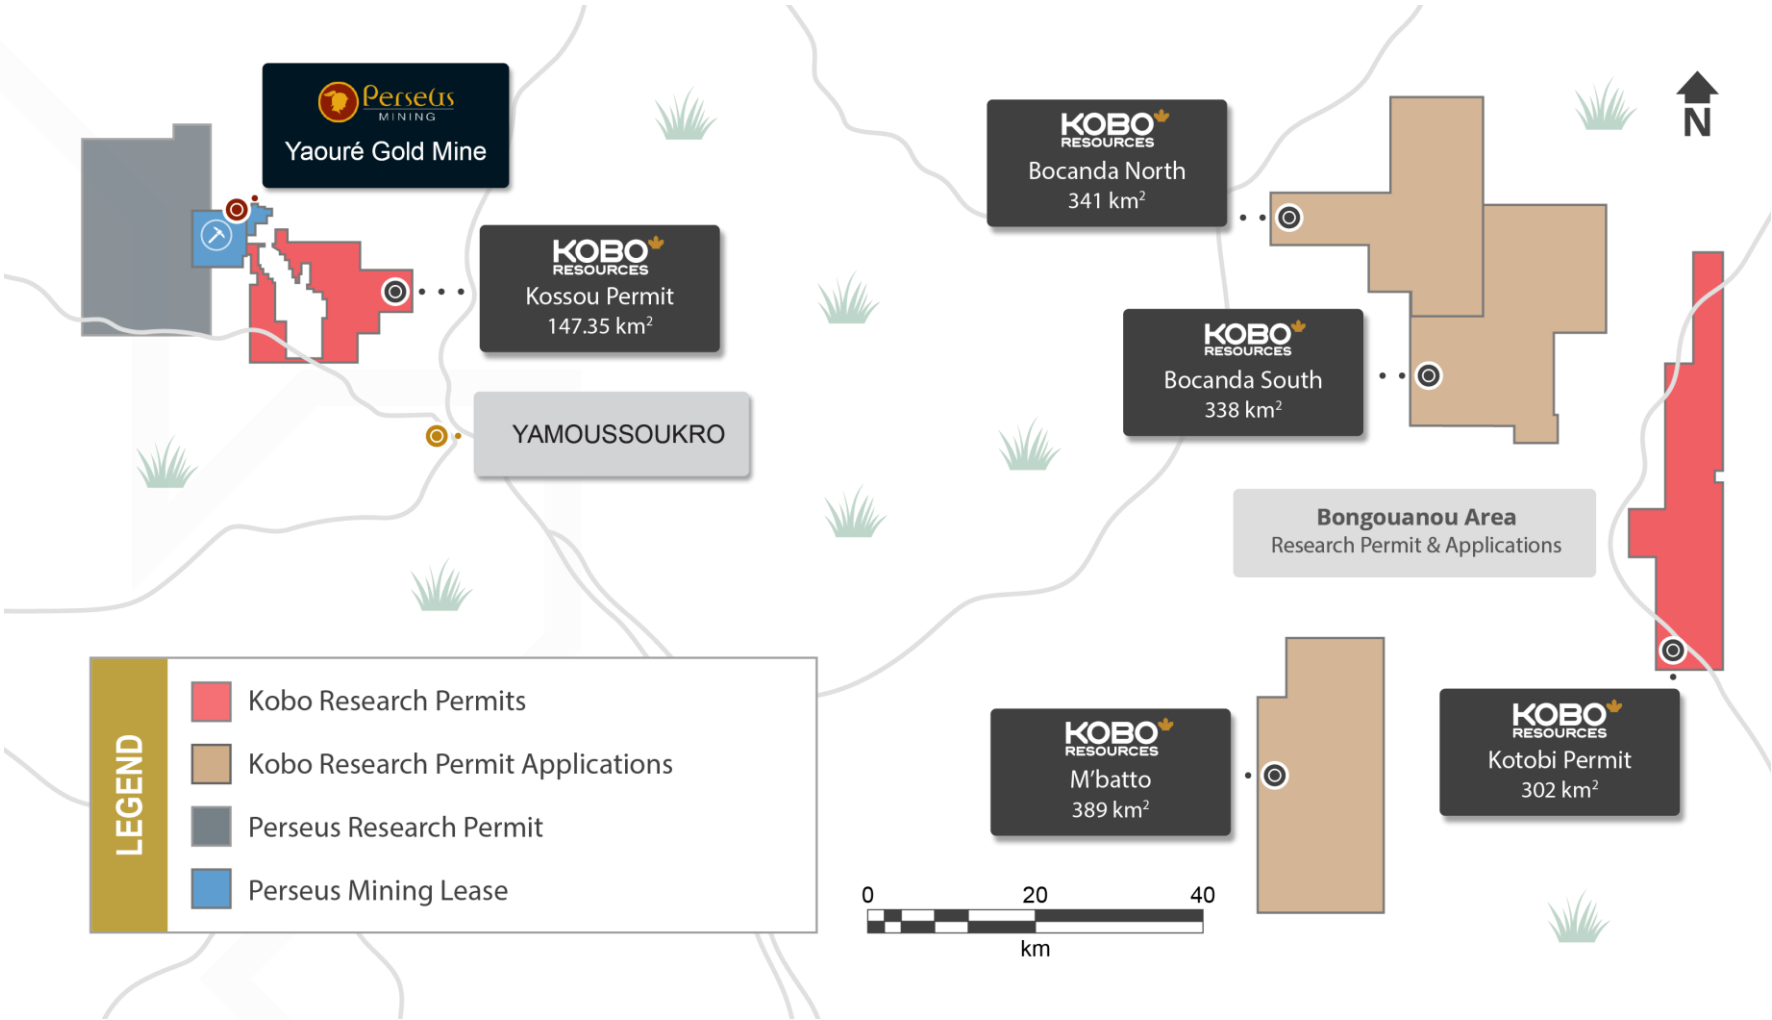 Perseus
MINING
Yaouré Gold Mine
KOBO
RESOURCES
Kossou Permit
147.35 km²
YAMOUSSOUKRO
KOBO
RESOURCES
Bocanda North
341 km²
N
KOBO
RESOURCES
Bocanda South
338 km²
Bongouanou Area
Research Permit & Applications
KOBO
RESOURCES
M'batto
389 km²
KOBO
RESOURCES
Kotobi Permit
302 km²
LEGEND
Kobo Research Permits
Kobo Research Permit Applications
Perseus Research Permit
Perseus Mining Lease
0 20 40
km